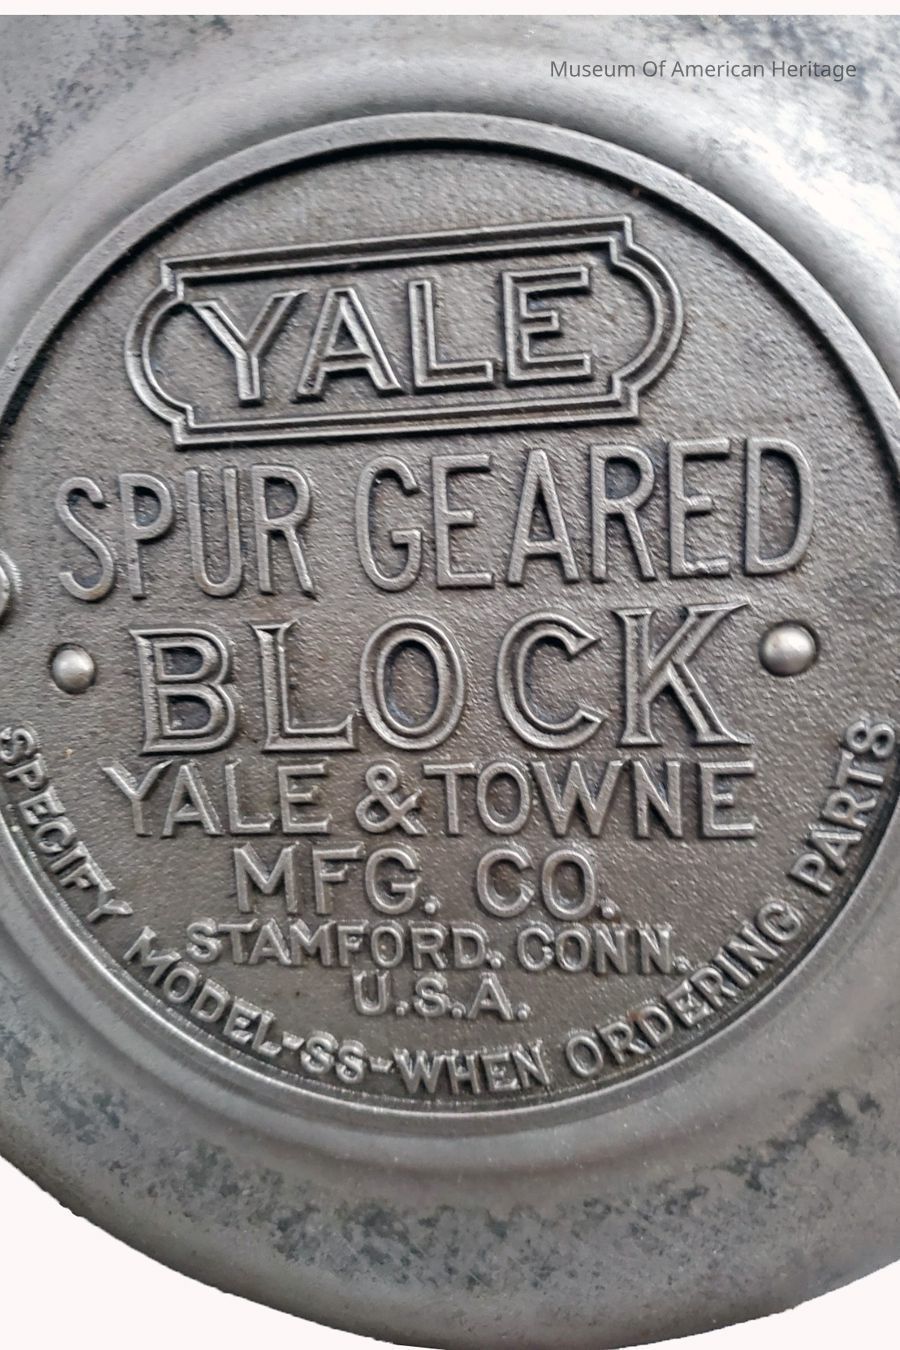 Museum Of American Heritage
YALE
SPUR GEARED
BLOCK
YALE & TOWNE
MFG. CO.
STAMFORD. CONN.
U.S.A.
SPECIFY MODEL-SS-WHEN ORDERING PARTS